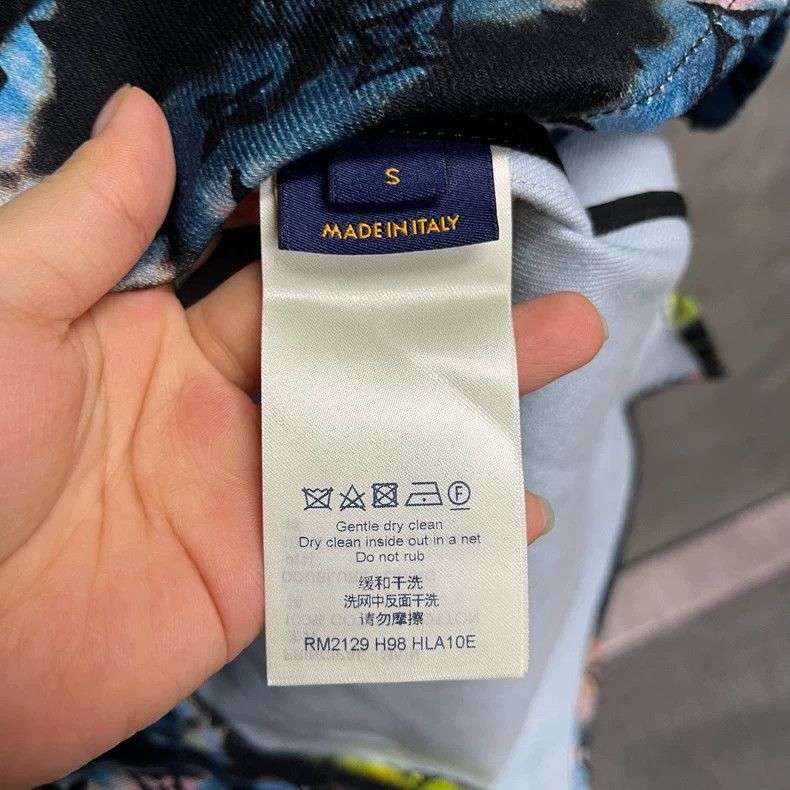 S
MADE IN ITALY
F
Gentle dry clean
Dry clean inside out in a net
Do not rub
缓和干洗
洗网中反面干洗
请勿摩擦
RM2129 H98 HLA10E